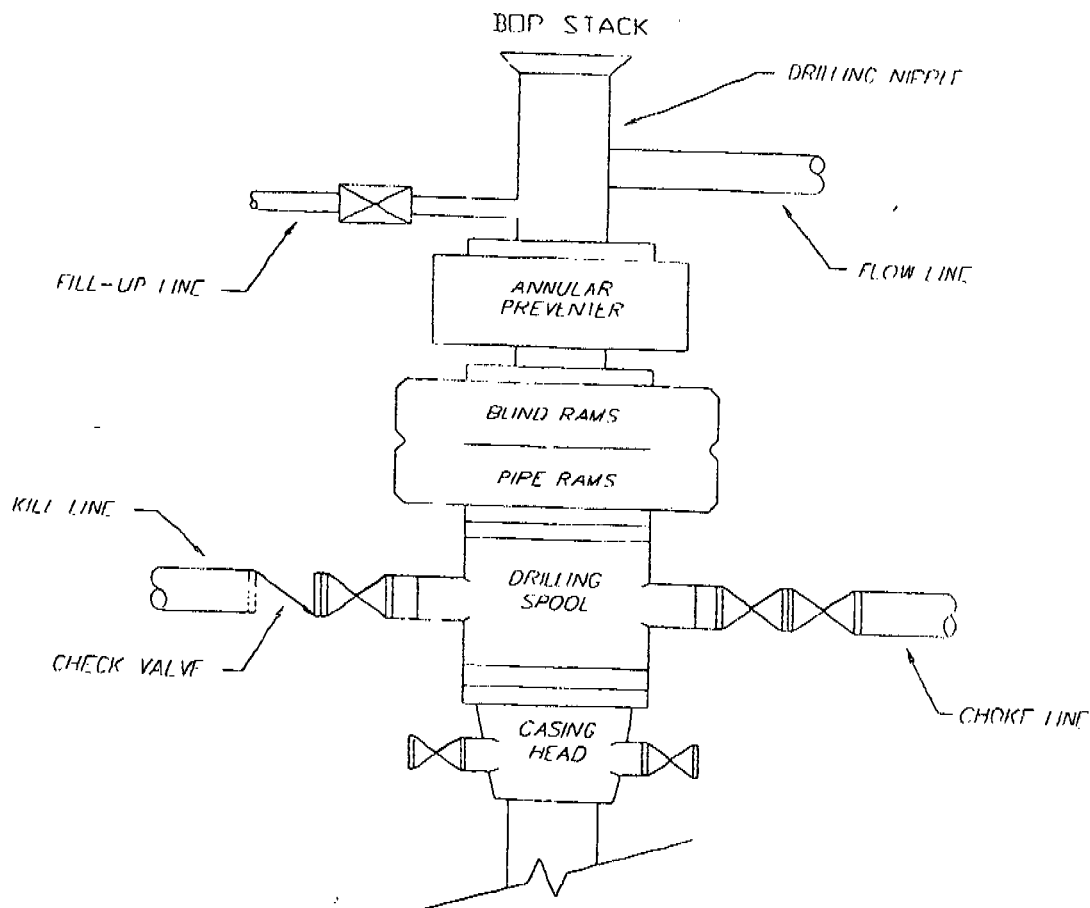 BOP STACK
DRILLING NIPPLE
FILL-UP LINE
FLOW LINE
ANNULAR
PREVENTER
BLIND RAMS
PIPE RAMS
KILL LINE
DRILLING
SPOOL
CHECK VALVE
CHOKE LINE
CASING
HEAD